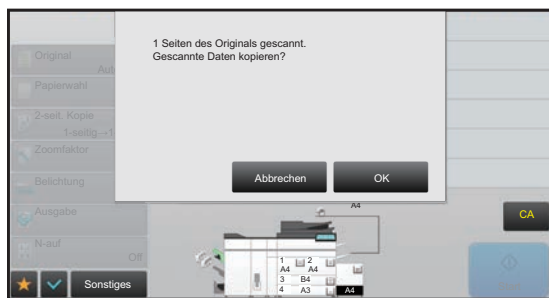 1 Seiten des Originals gescannt.
Gescannte Daten kopieren?
Original
Auto
Papierwahl
2-seit. Kopie
1-seitig→1
Zoomfaktor
Belichtung
Ausgabe
N-auf
Off
Abbrechen
OK
A4
CA
1 2
A4 A4
3 B4
4 A3
A4
Sonstiges